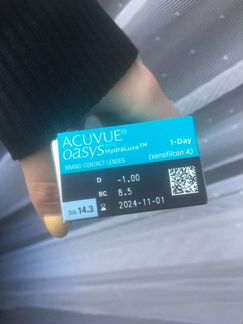 ACUVUE®
OASYS HydraLuxe™ 1-Day
BRAND CONTACT LENSES (senofilcon A)
D -1.00
BC 8.5
DIA 14.3 2024-11-01